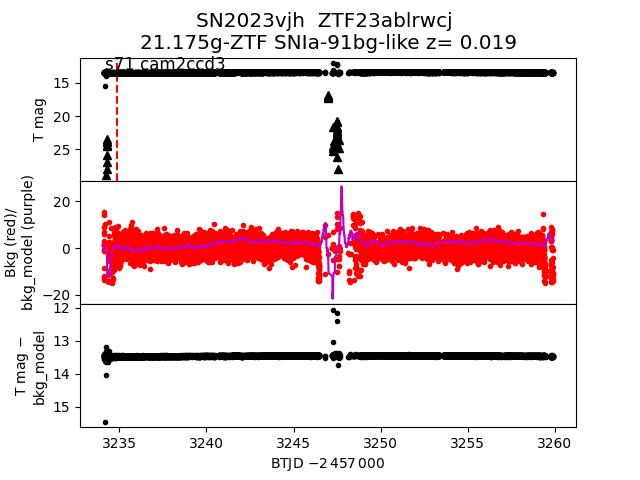 SN2023vjh  ZTF23ablrwcj
21.175g-ZTF SNIa-91bg-like z= 0.019
s71 cam2ccd3
T mag
15
20
25
Bkg (red)/
bkg_model (purple)
20
0
−20
T mag −
bkg_model
12
13
14
15
3235 3240 3245 3250 3255 3260
BTJD −2 457 000